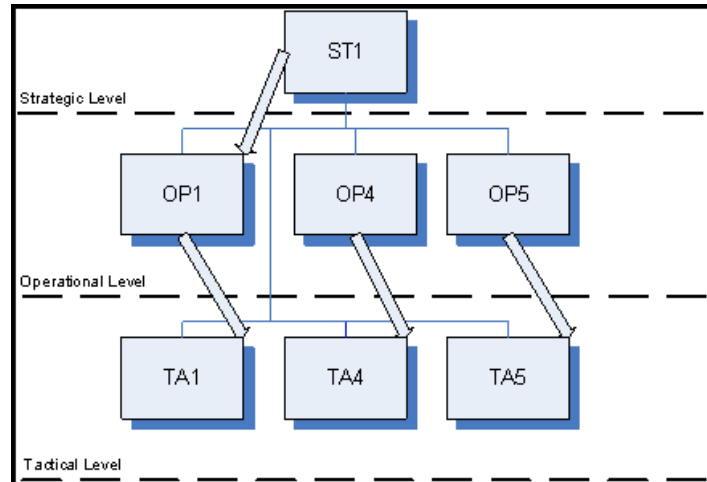 ST1
Strategic Level
OP1
OP4
OP5
Operational Level
TA1
TA4
TA5
Tactical Level